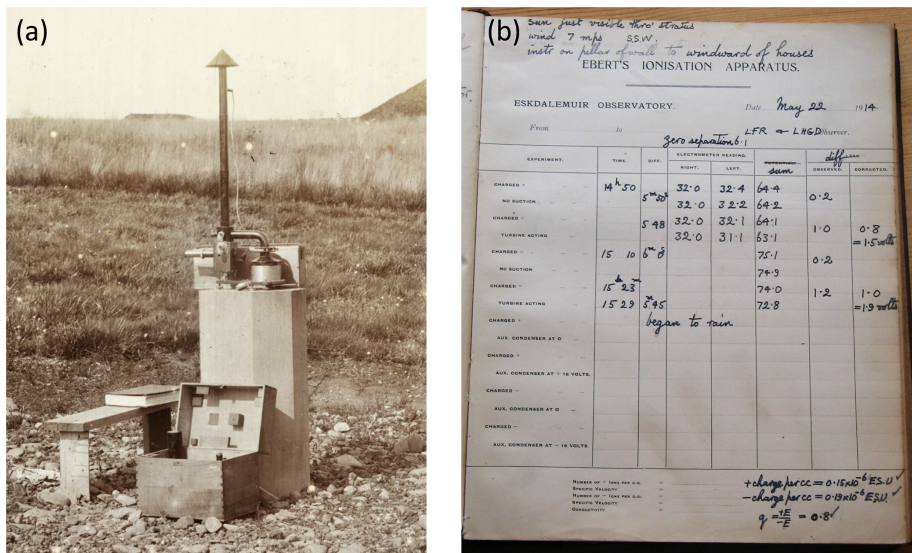 (a)
(b)
sun just visible thro' stratus
wind 7 mps S.S.W.
instr on pillar of wall to windward of houses
EBERT'S IONISATION APPARATUS.
ESKDALEMUIR OBSERVATORY. Date May 22 1914
From to LFR & LHGD Observer.
zero separation 6.1
EXPERIMENT. TIME. DIFF. ELECTROMETER READING. RIGHT. LEFT. sum diff OBSERVED. CORRECTED.
CHARGED + 14h 50 32.0 32.4 64.4
NO SUCTION 5m 30s 32.0 32.2 64.2 0.2
CHARGED + 5 48 32.0 32.1 64.1
TURBINE ACTING 32.0 31.1 63.1 1.0 0.8
= 1.5 volts
CHARGED - 15 10 6m 75.1
NO SUCTION 74.9 0.2
CHARGED - 15h 23m 74.0
TURBINE ACTING 15 29 5m 45 72.8 1.2 1.0
= 1.9 volts
CHARGED + began to rain
AUX. CONDENSER AT O
CHARGED +
AUX. CONDENSER AT + 16 VOLTS.
CHARGED -
AUX. CONDENSER AT O
CHARGED -
AUX. CONDENSER AT - 16 VOLTS.
NUMBER OF + IONS PER C.C. =
SPECIFIC VELOCITY =
NUMBER OF - IONS PER C.C. =
SPECIFIC VELOCITY =
CONDUCTIVITY =
+ charge per cc = 0.15 x 10^-6 E.S.U ✓
- charge per cc = 0.19 x 10^-6 E.S.U. ✓
q = +E/-E = 0.8 ✓